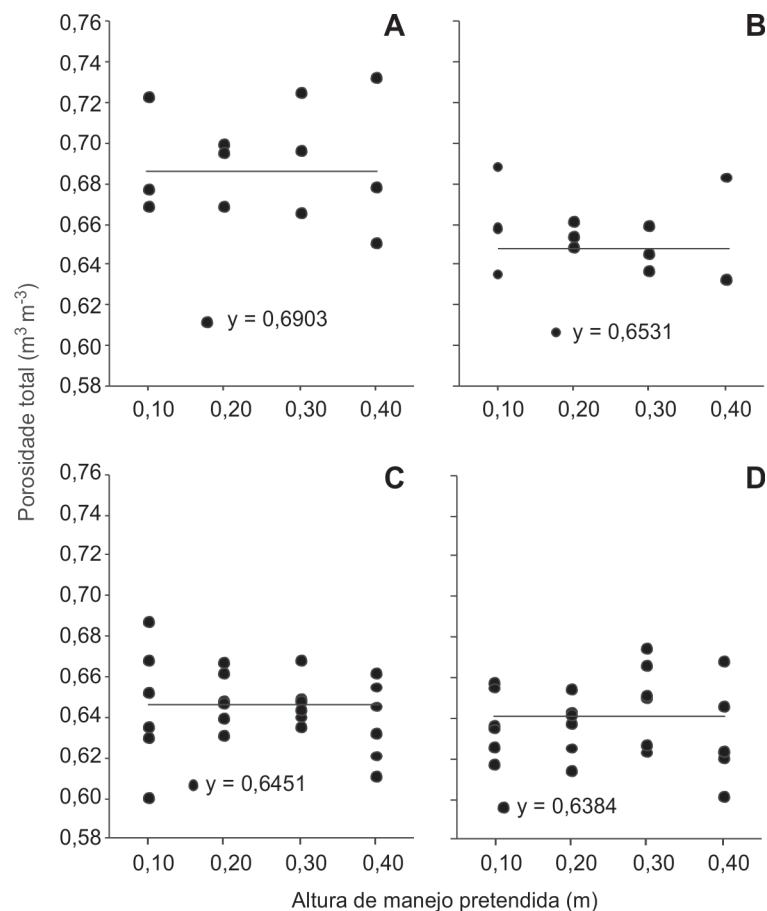 A
B
0,76
0,74
0,72
0,70
0,68
0,66
0,64
0,62
0,60
0,58
y = 0,6903
y = 0,6531
0,10 0,20 0,30 0,40
0,10 0,20 0,30 0,40
Porosidade total (m³ m⁻³)
C
D
0,76
0,74
0,72
0,70
0,68
0,66
0,64
0,62
0,60
0,58
y = 0,6451
y = 0,6384
0,10 0,20 0,30 0,40
0,10 0,20 0,30 0,40
Altura de manejo pretendida (m)